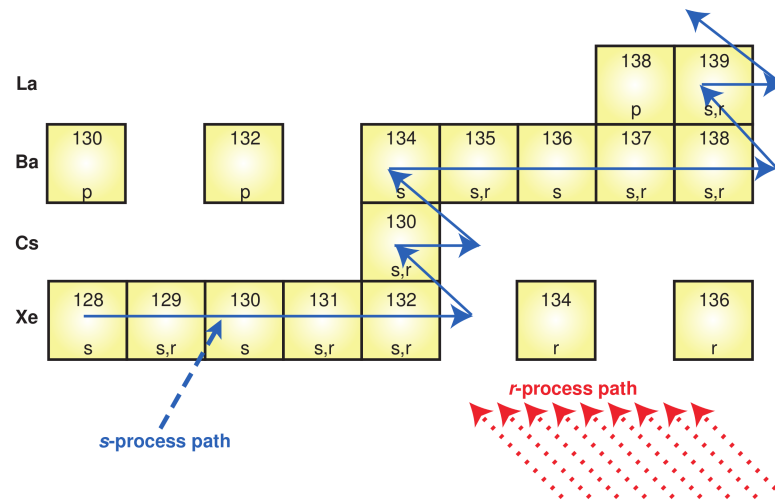 138 139
La
p s,r
130 132 134 135 136 137 138
Ba
p p s s,r s s,r s,r
130
Cs
s,r
128 129 130 131 132 134 136
Xe
s s,r s s,r s,r r r
r-process path
s-process path